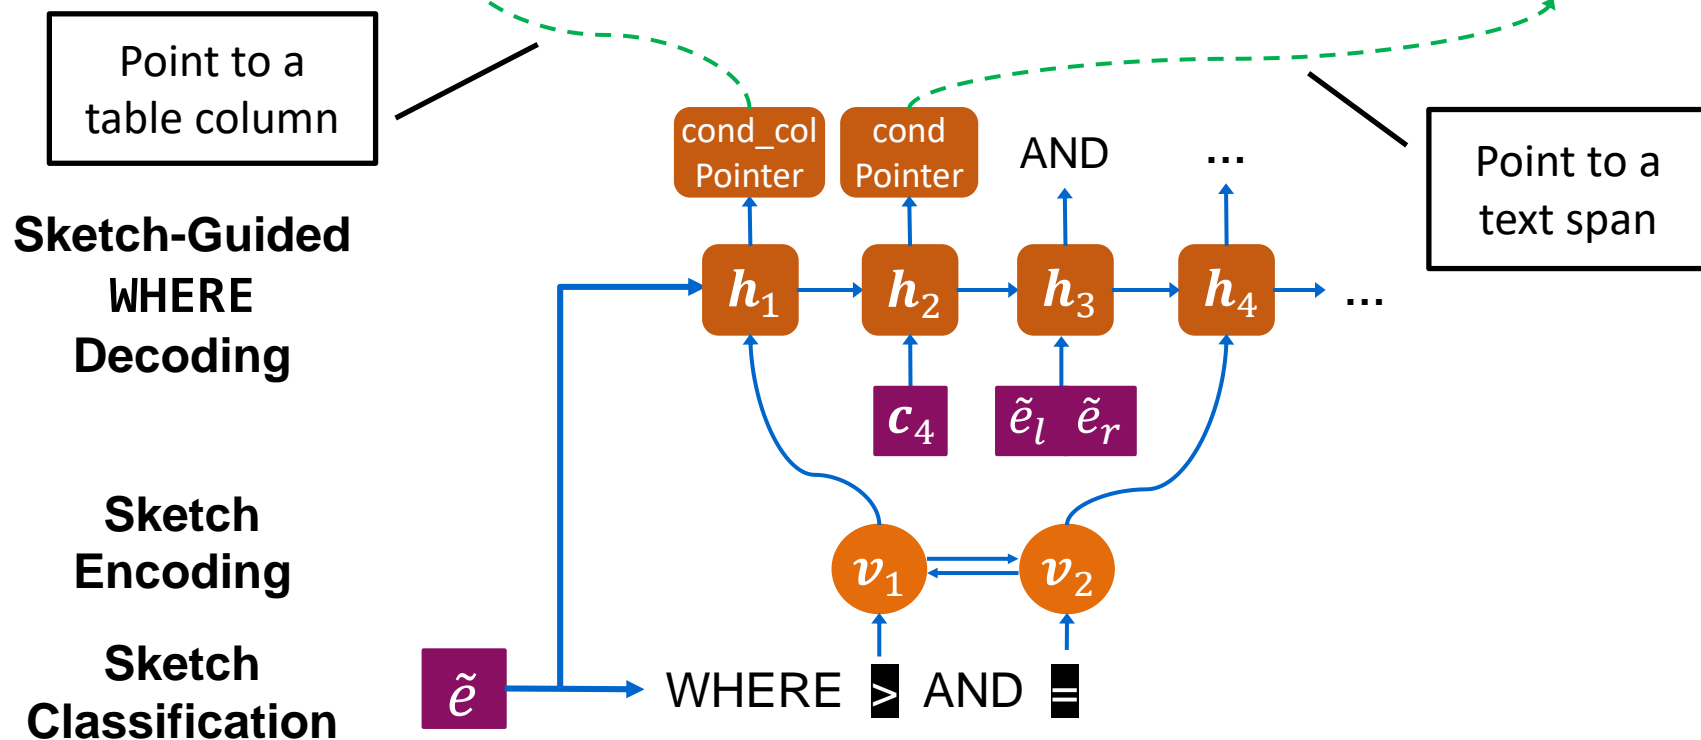 Point to a
table column
cond_col
Pointer
cond
Pointer
AND
...
Point to a
text span
Sketch-Guided
WHERE
Decoding
h₁
h₂
h₃
h₄
...
c₄
ẽₗ ẽᵣ
Sketch
Encoding
v₁
v₂
Sketch
Classification
ẽ
WHERE > AND =